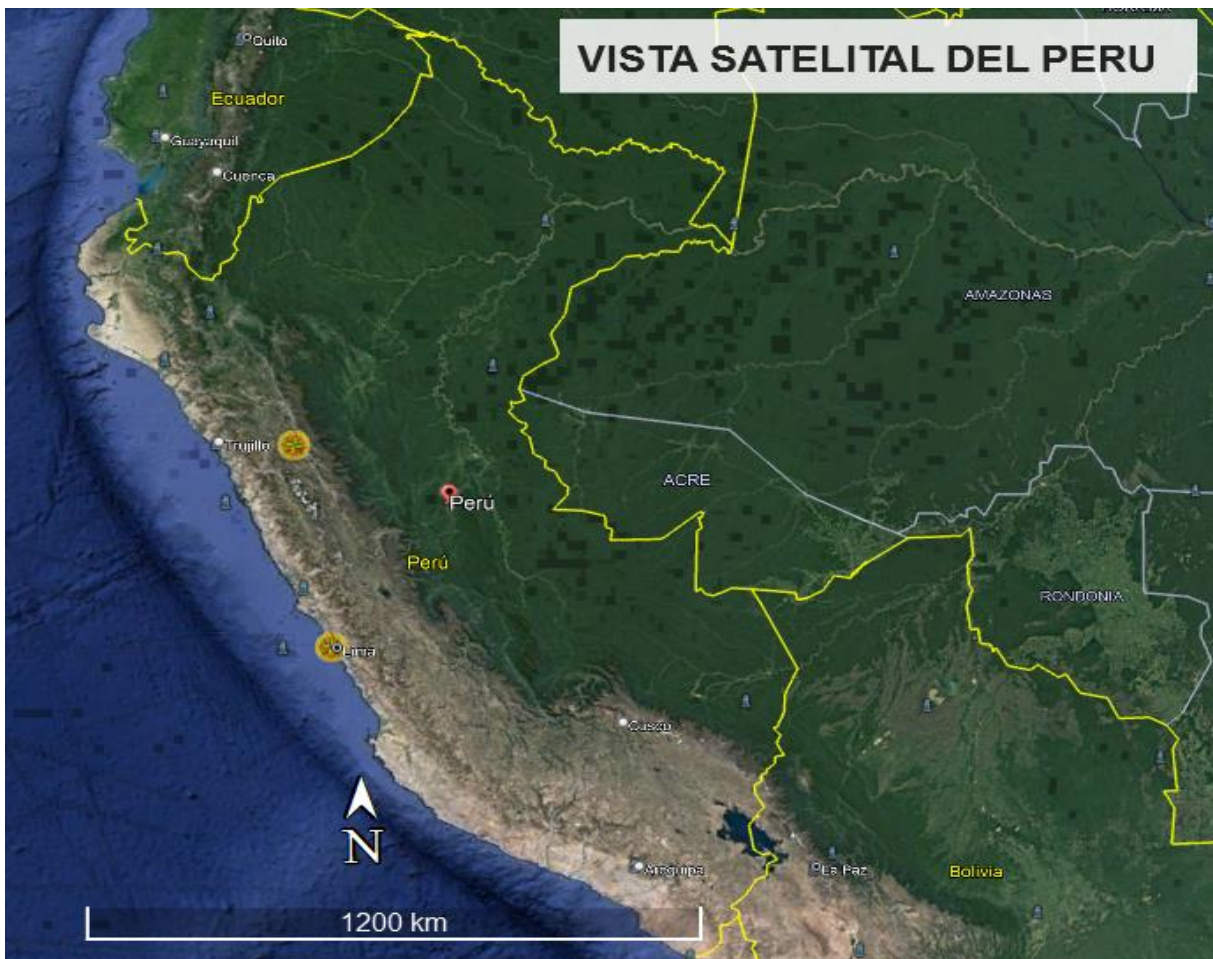 VISTA SATELITAL DEL PERU
Quito
Ecuador
Guayaquil
Cuenca
AMAZONAS
Trujillo
ACRE
Perú
Perú
RONDONIA
Lima
Cusco
N
Arequipa
La Paz
Bolivia
1200 km